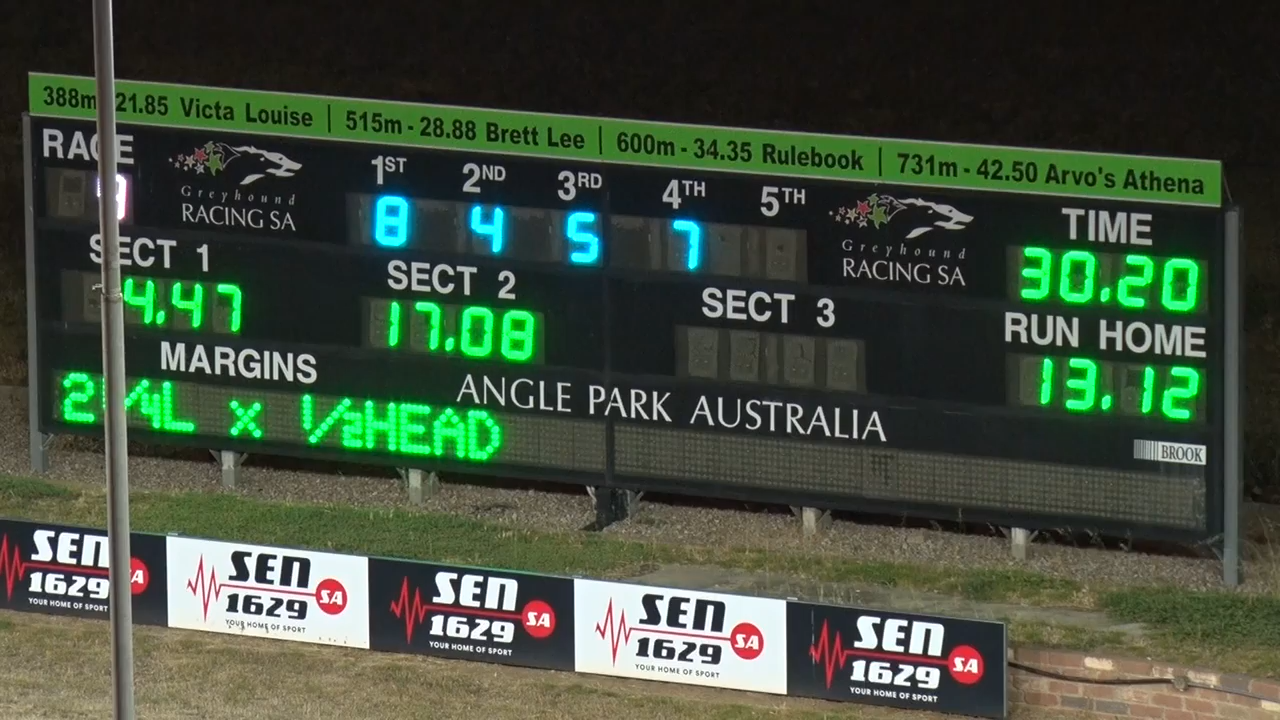 388m 21.85 Victa Louise | 515m - 28.88 Brett Lee | 600m - 34.35 Rulebook | 731m - 42.50 Arvo's Athena
RACE
Greyhound
RACING SA
1ST 2ND 3RD 4TH 5TH
8 4 5 7
Greyhound
RACING SA
TIME
30.20
SECT 1
4.47
SECT 2
17.08
SECT 3
RUN HOME
13.12
MARGINS
2 1/4L x 1/2HEAD
ANGLE PARK AUSTRALIA
BROOK
SEN
1629
YOUR HOME OF SPORT
SEN
1629 SA
YOUR HOME OF SPORT
SEN
1629 SA
YOUR HOME OF SPORT
SEN
1629 SA
YOUR HOME OF SPORT
SEN
1629 SA
YOUR HOME OF SPORT